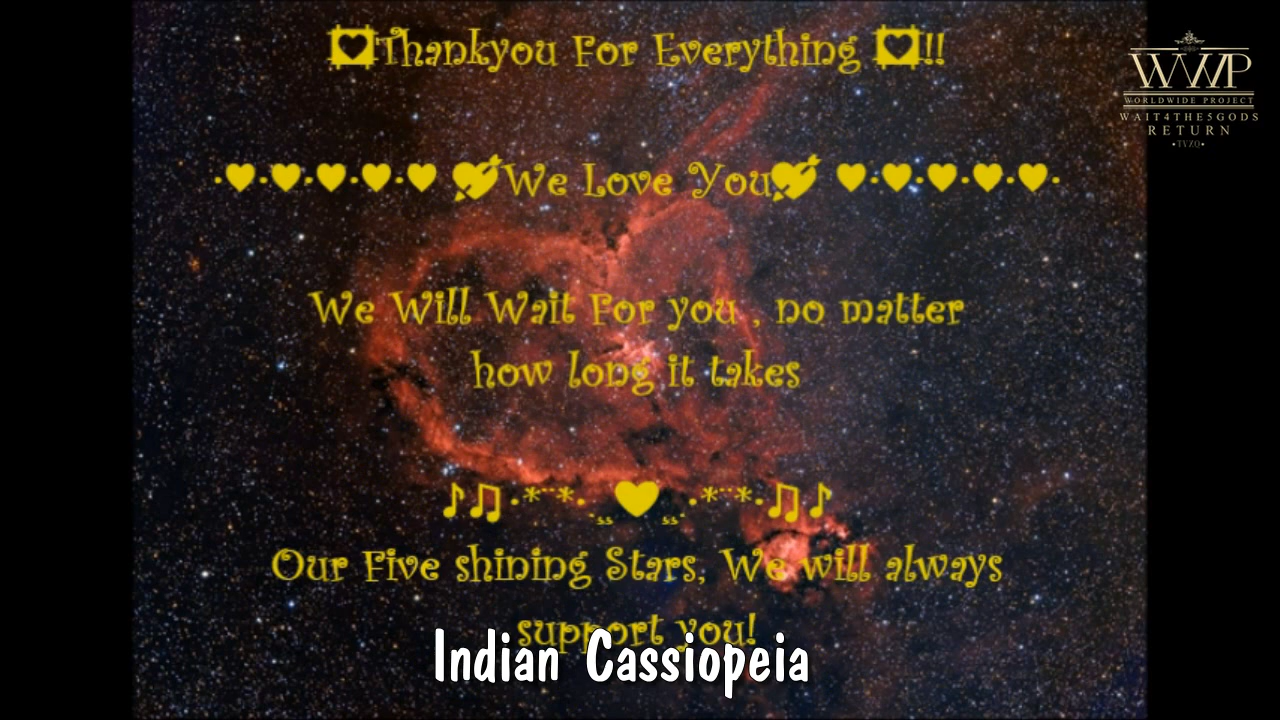 💟Thankyou For Everything 💟!!
WWP
WORLDWIDE PROJECT
WAIT4THE5GODS
RETURN
•TVZQ•
·♥·♥·♥·♥·♥ 💘We Love You💘 ♥·♥·♥·♥·♥·
We Will Wait For you , no matter
how long it takes
♪♫·*¨*·.¸¸♥¸¸.·*¨*·♫♪
Our Five shining Stars, We will always
support you!
Indian Cassiopeia